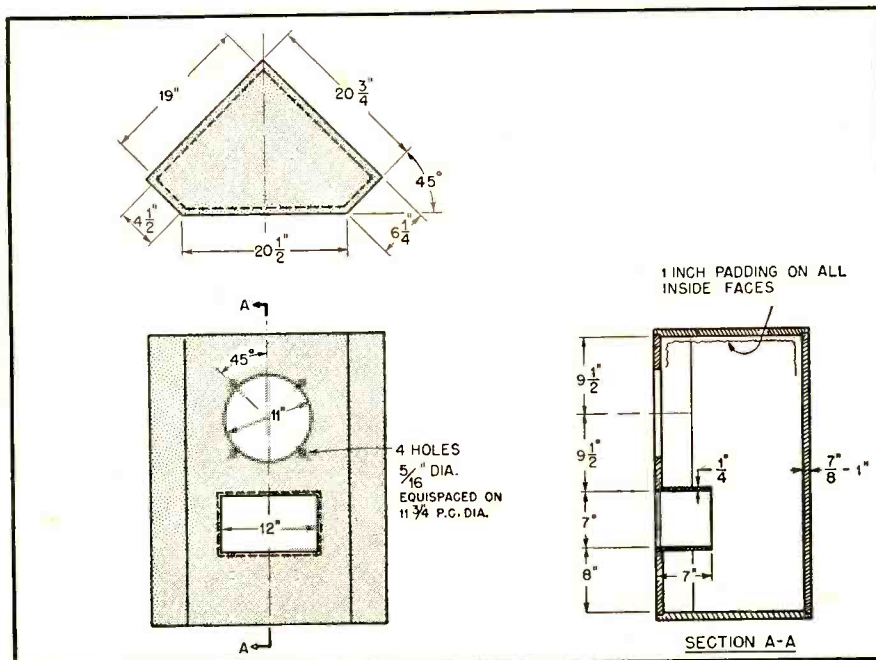 19"
20 3/4
45°
4 1/2"
20 1/2"
6 1/4"
A
45°
11"
4 HOLES
5/16" DIA.
EQUISPACED ON
11 3/4 P.C. DIA.
12"
A
1 INCH PADDING ON ALL
INSIDE FACES
9 1/2"
9 1/2"
1/4"
7/8 - 1"
7"
7"
8"
SECTION A-A